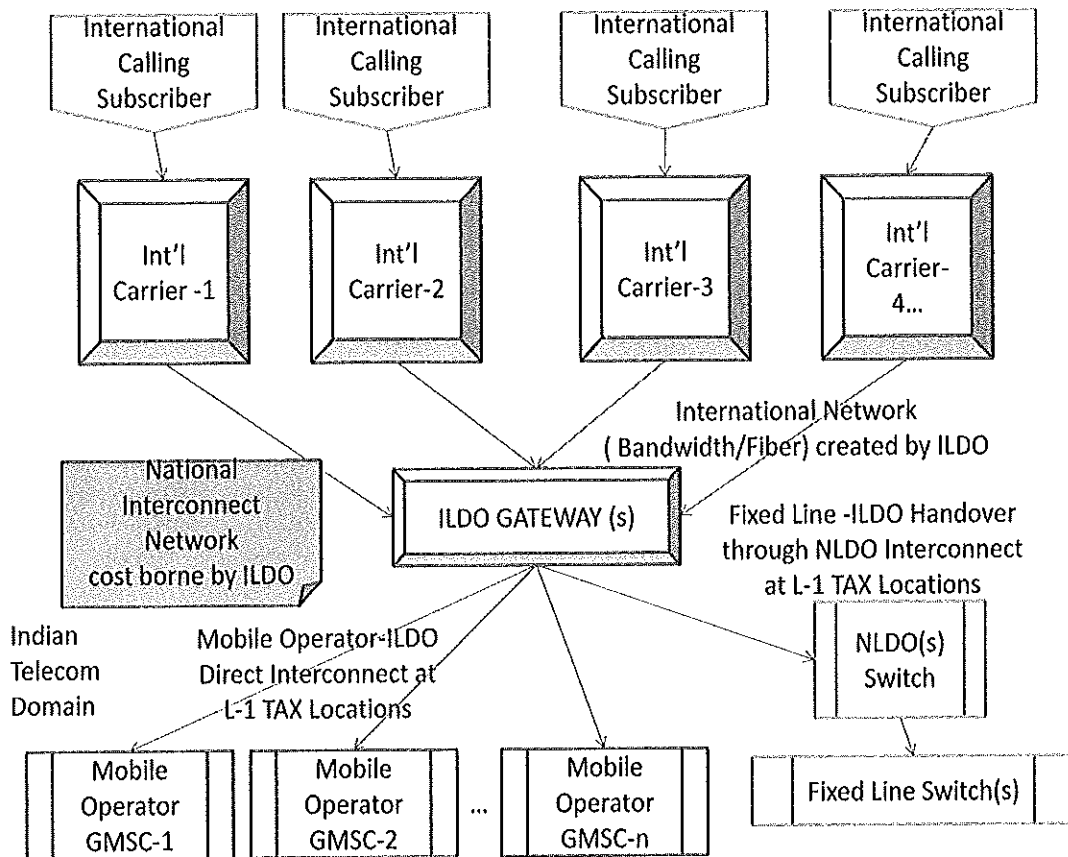 International
Calling
Subscriber
International
Calling
Subscriber
International
Calling
Subscriber
International
Calling
Subscriber
Int'l
Carrier -1
Int'l
Carrier-2
Int'l
Carrier-3
Int'l
Carrier-
4...
International Network
( Bandwidth/Fiber) created by ILDO
National
Interconnect
Network
cost borne by ILDO
ILDO GATEWAY (s)
Fixed Line -ILDO Handover
through NLDO Interconnect
at L-1 TAX Locations
Indian
Telecom
Domain
Mobile Operator-ILDO
Direct Interconnect at
L-1 TAX Locations
NLDO(s)
Switch
Mobile
Operator
GMSC-1
Mobile
Operator
GMSC-2
...
Mobile
Operator
GMSC-n
Fixed Line Switch(s)